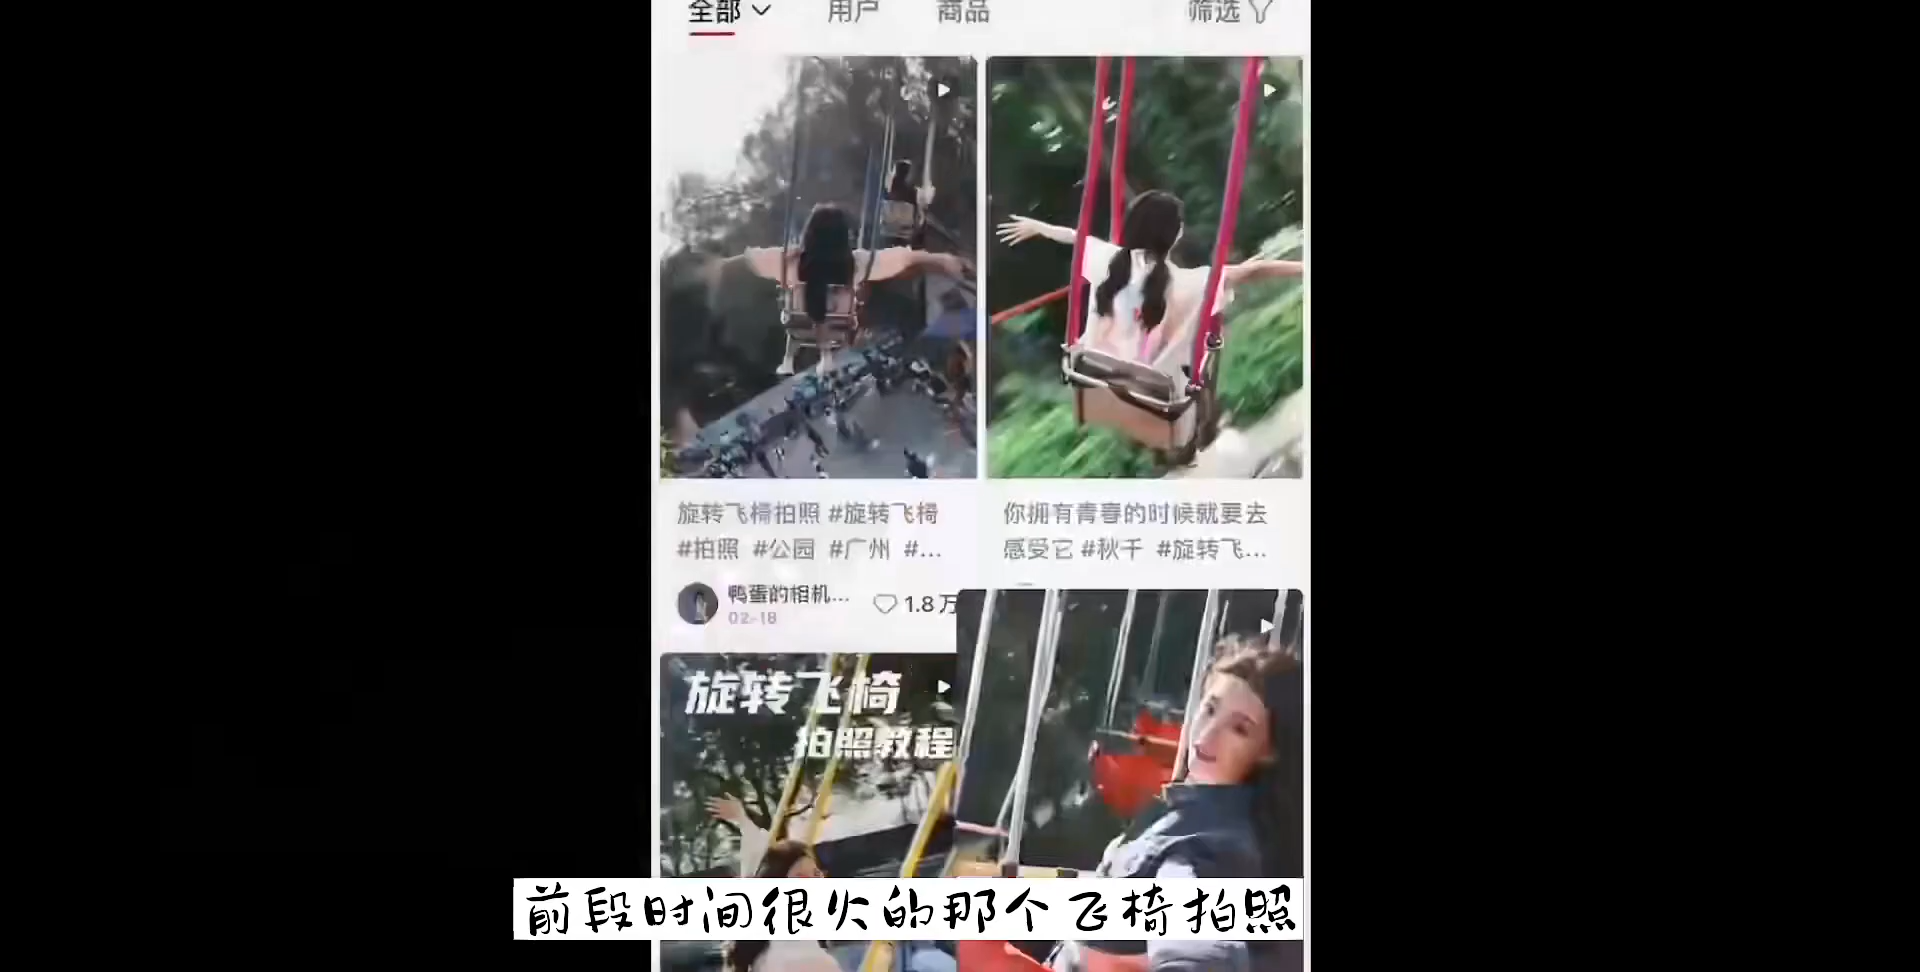 全部 用户 商品 筛选
旋转飞椅拍照 #旋转飞椅
#拍照 #公园 #广州 #...
鸭蛋的相机...
02-18
1.8万
你拥有青春的时候就要去
感受它 #秋千 #旋转飞...
旋转飞椅
拍照教程
前段时间很火的那个飞椅拍照